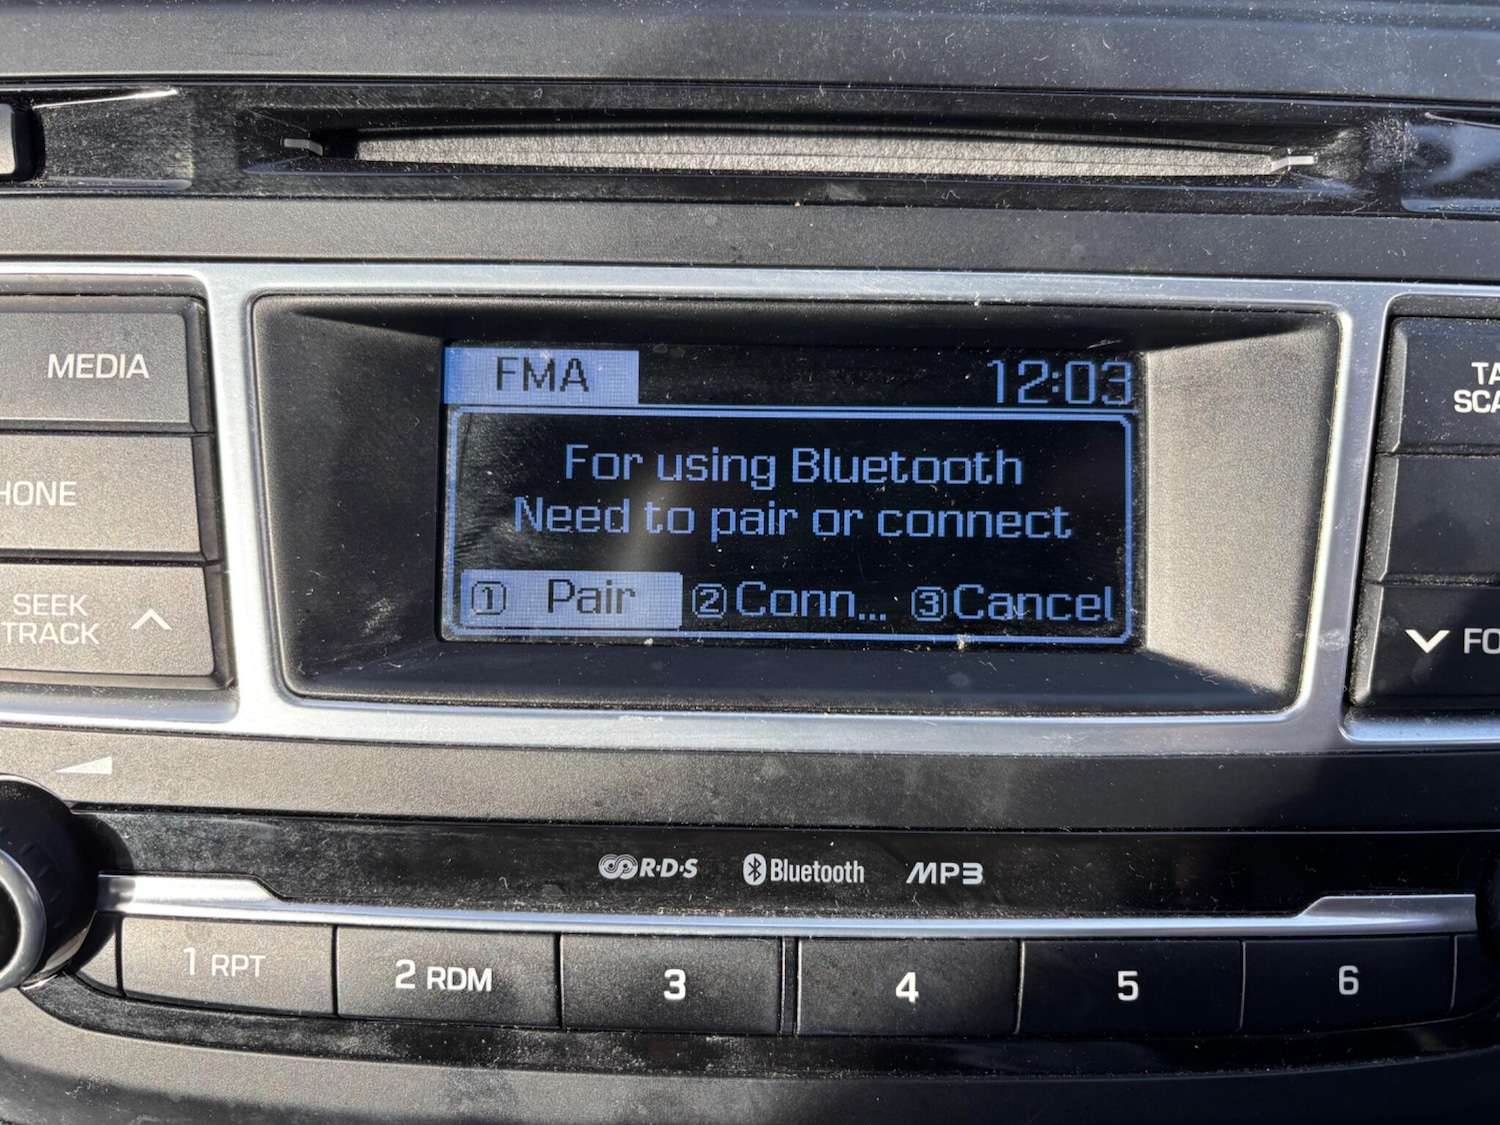 MEDIA
FMA 12:03
For using Bluetooth
Need to pair or connect
① Pair ②Conn... ③Cancel
SEEK
TRACK
R·D·S Bluetooth MP3
1 RPT 2 RDM 3 4 5 6